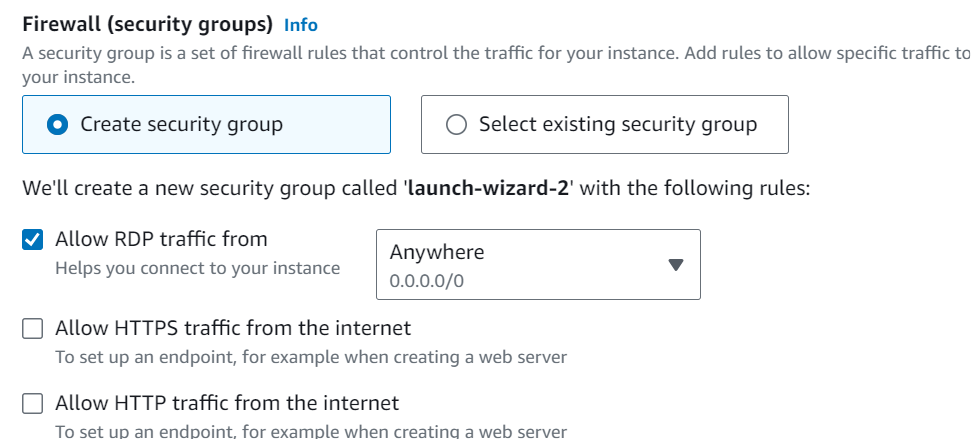 Firewall (security groups) Info
A security group is a set of firewall rules that control the traffic for your instance. Add rules to allow specific traffic to
your instance.
Create security group
Select existing security group
We'll create a new security group called 'launch-wizard-2' with the following rules:
Allow RDP traffic from
Helps you connect to your instance
Anywhere
0.0.0.0/0
Allow HTTPS traffic from the internet
To set up an endpoint, for example when creating a web server
Allow HTTP traffic from the internet
To set up an endpoint, for example when creating a web server